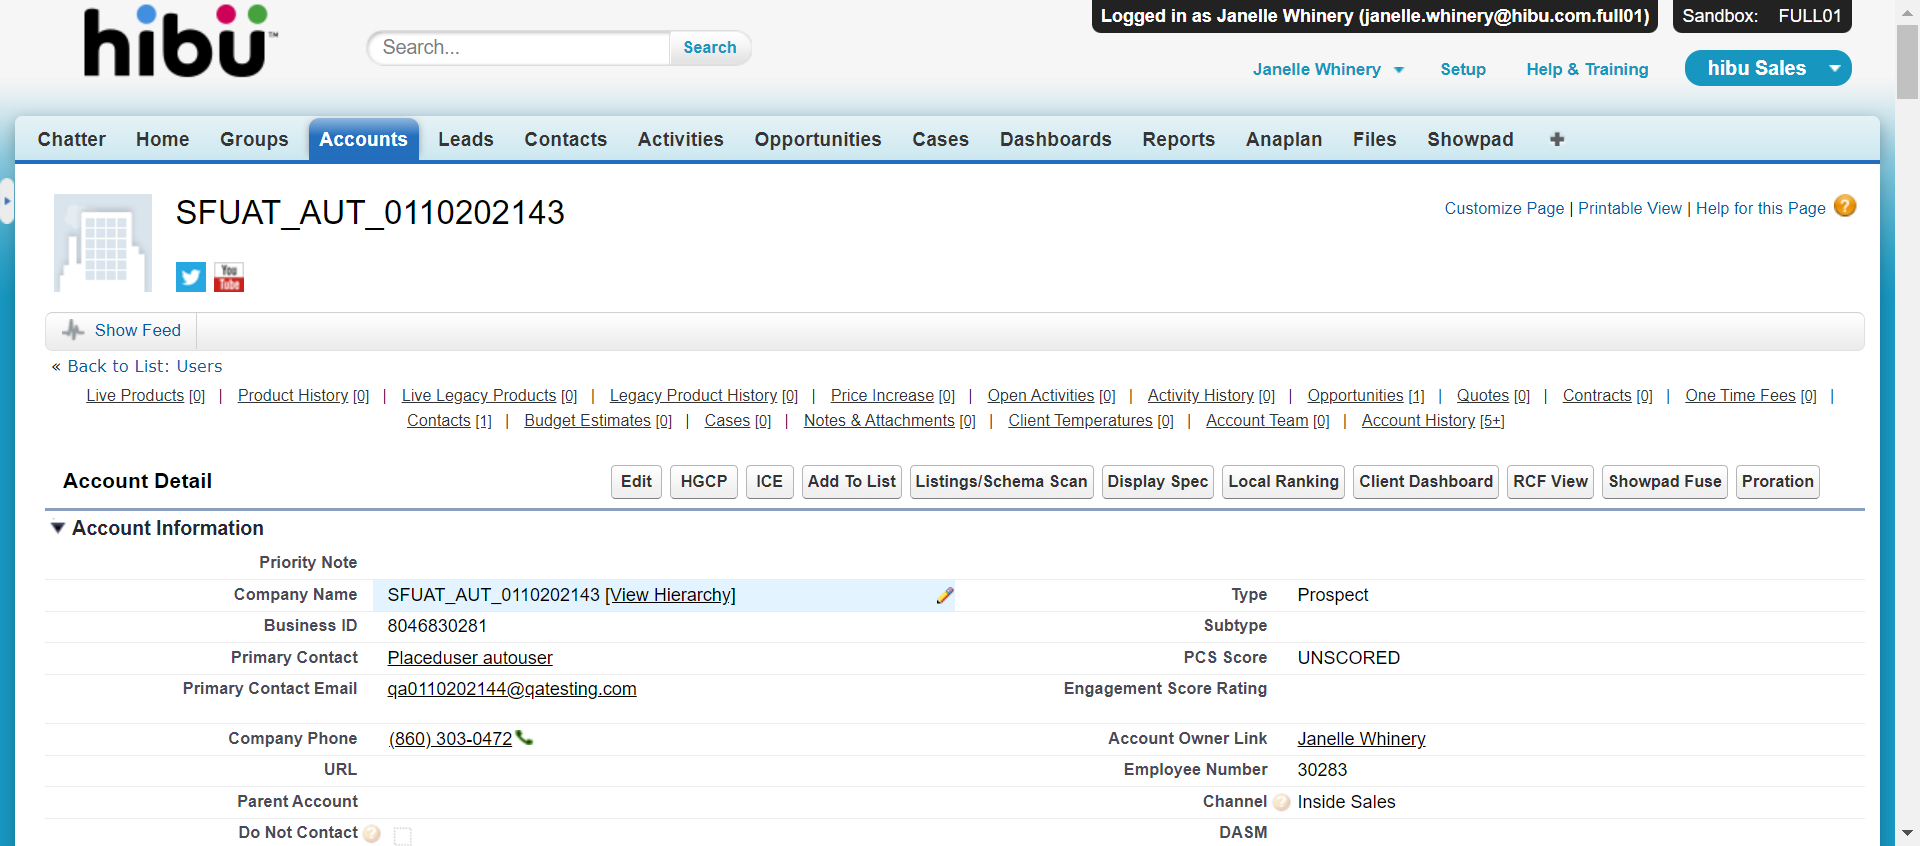 hibü™
Search...
Search
Logged in as Janelle Whinery (janelle.whinery@hibu.com.full01)
Sandbox: FULL01
Janelle Whinery
Setup
Help & Training
hibu Sales
Chatter Home Groups Accounts Leads Contacts Activities Opportunities Cases Dashboards Reports Anaplan Files Showpad
SFUAT_AUT_0110202143
Customize Page | Printable View | Help for this Page ?
You
Tube
Show Feed
« Back to List: Users
Live Products [0] | Product History [0] | Live Legacy Products [0] | Legacy Product History [0] | Price Increase [0] | Open Activities [0] | Activity History [0] | Opportunities [1] | Quotes [0] | Contracts [0] | One Time Fees [0] |
Contacts [1] | Budget Estimates [0] | Cases [0] | Notes & Attachments [0] | Client Temperatures [0] | Account Team [0] | Account History [5+]
Account Detail
Edit HGCP ICE Add To List Listings/Schema Scan Display Spec Local Ranking Client Dashboard RCF View Showpad Fuse Proration
Account Information
Priority Note
Company Name SFUAT_AUT_0110202143 [View Hierarchy] Type Prospect
Business ID 8046830281 Subtype
Primary Contact Placeduser autouser PCS Score UNSCORED
Primary Contact Email qa0110202144@qatesting.com Engagement Score Rating
Company Phone (860) 303-0472 Account Owner Link Janelle Whinery
URL Employee Number 30283
Parent Account Channel ? Inside Sales
Do Not Contact ? DASM